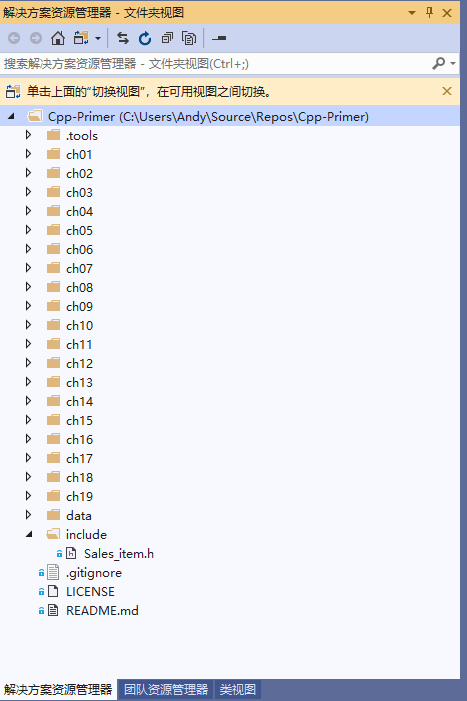 解决方案资源管理器 - 文件夹视图
搜索解决方案资源管理器 - 文件夹视图(Ctrl+;)
单击上面的“切换视图”，在可用视图之间切换。
Cpp-Primer (C:\Users\Andy\Source\Repos\Cpp-Primer)
.tools
ch01
ch02
ch03
ch04
ch05
ch06
ch07
ch08
ch09
ch10
ch11
ch12
ch13
ch14
ch15
ch16
ch17
ch18
ch19
data
include
Sales_item.h
.gitignore
LICENSE
README.md
解决方案资源管理器 团队资源管理器 类视图